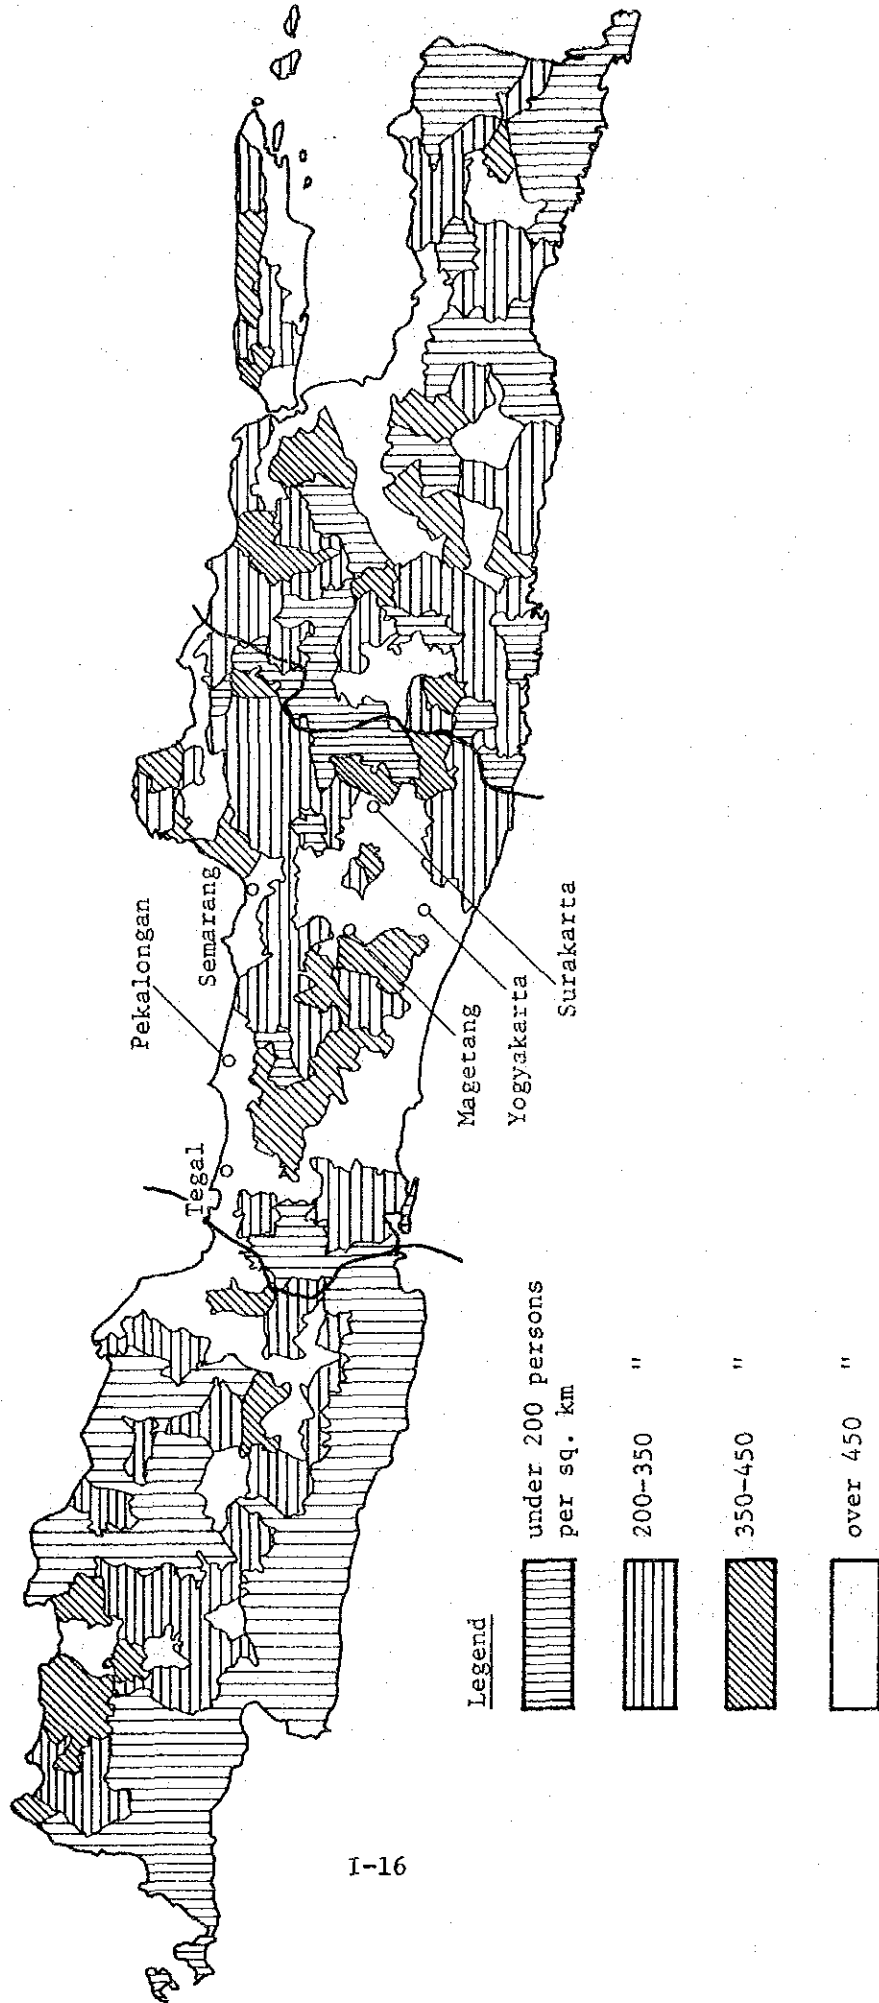 Pekalongan
Semarang
Tegal
Magetang
Yogyakarta
Surakarta
Legend
under 200 persons
per sq. km
200-350 "
350-450 "
over 450 "
I-16